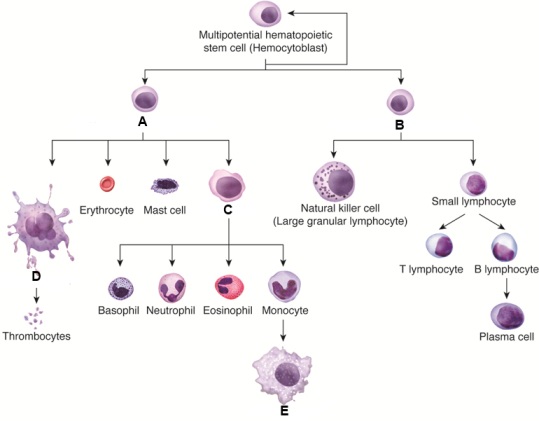 Multipotential hematopoietic
stem cell (Hemocytoblast)
A
B
Erythrocyte
Mast cell
C
Natural killer cell
(Large granular lymphocyte)
Small lymphocyte
D
T lymphocyte
B lymphocyte
Basophil
Neutrophil
Eosinophil
Monocyte
Thrombocytes
Plasma cell
E